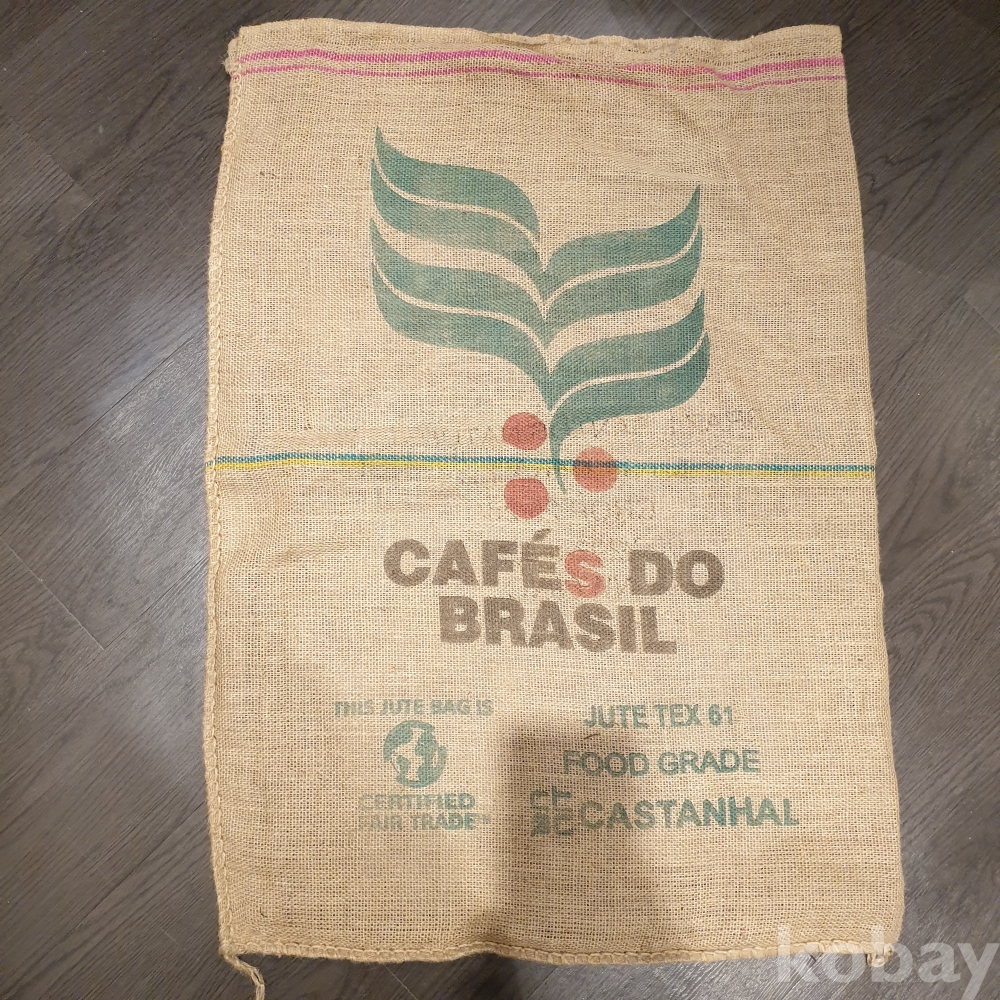 CAFÉS DO
BRASIL
THIS JUTE BAG IS
CERTIFIED
FAIR TRADE™
JUTE TEX 61
FOOD GRADE
CASTANHAL
kobay